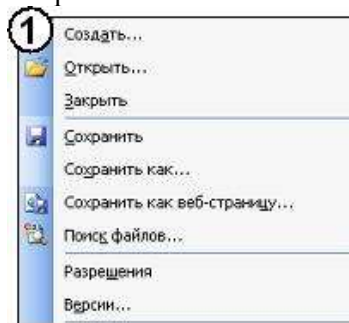 1
Создать...
Открыть...
Закрыть
Сохранить
Сохранить как...
Сохранить как веб-страницу...
Поиск файлов...
Разрешения
Версии...